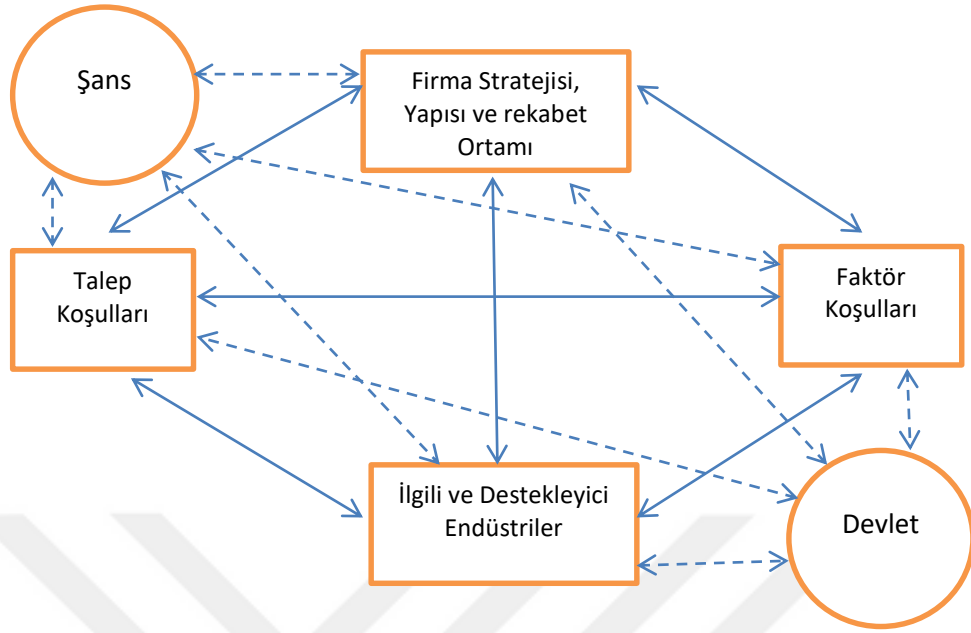 Şans
Firma Stratejisi,
Yapısı ve rekabet
Ortamı
Talep
Koşulları
Faktör
Koşulları
İlgili ve Destekleyici
Endüstriler
Devlet